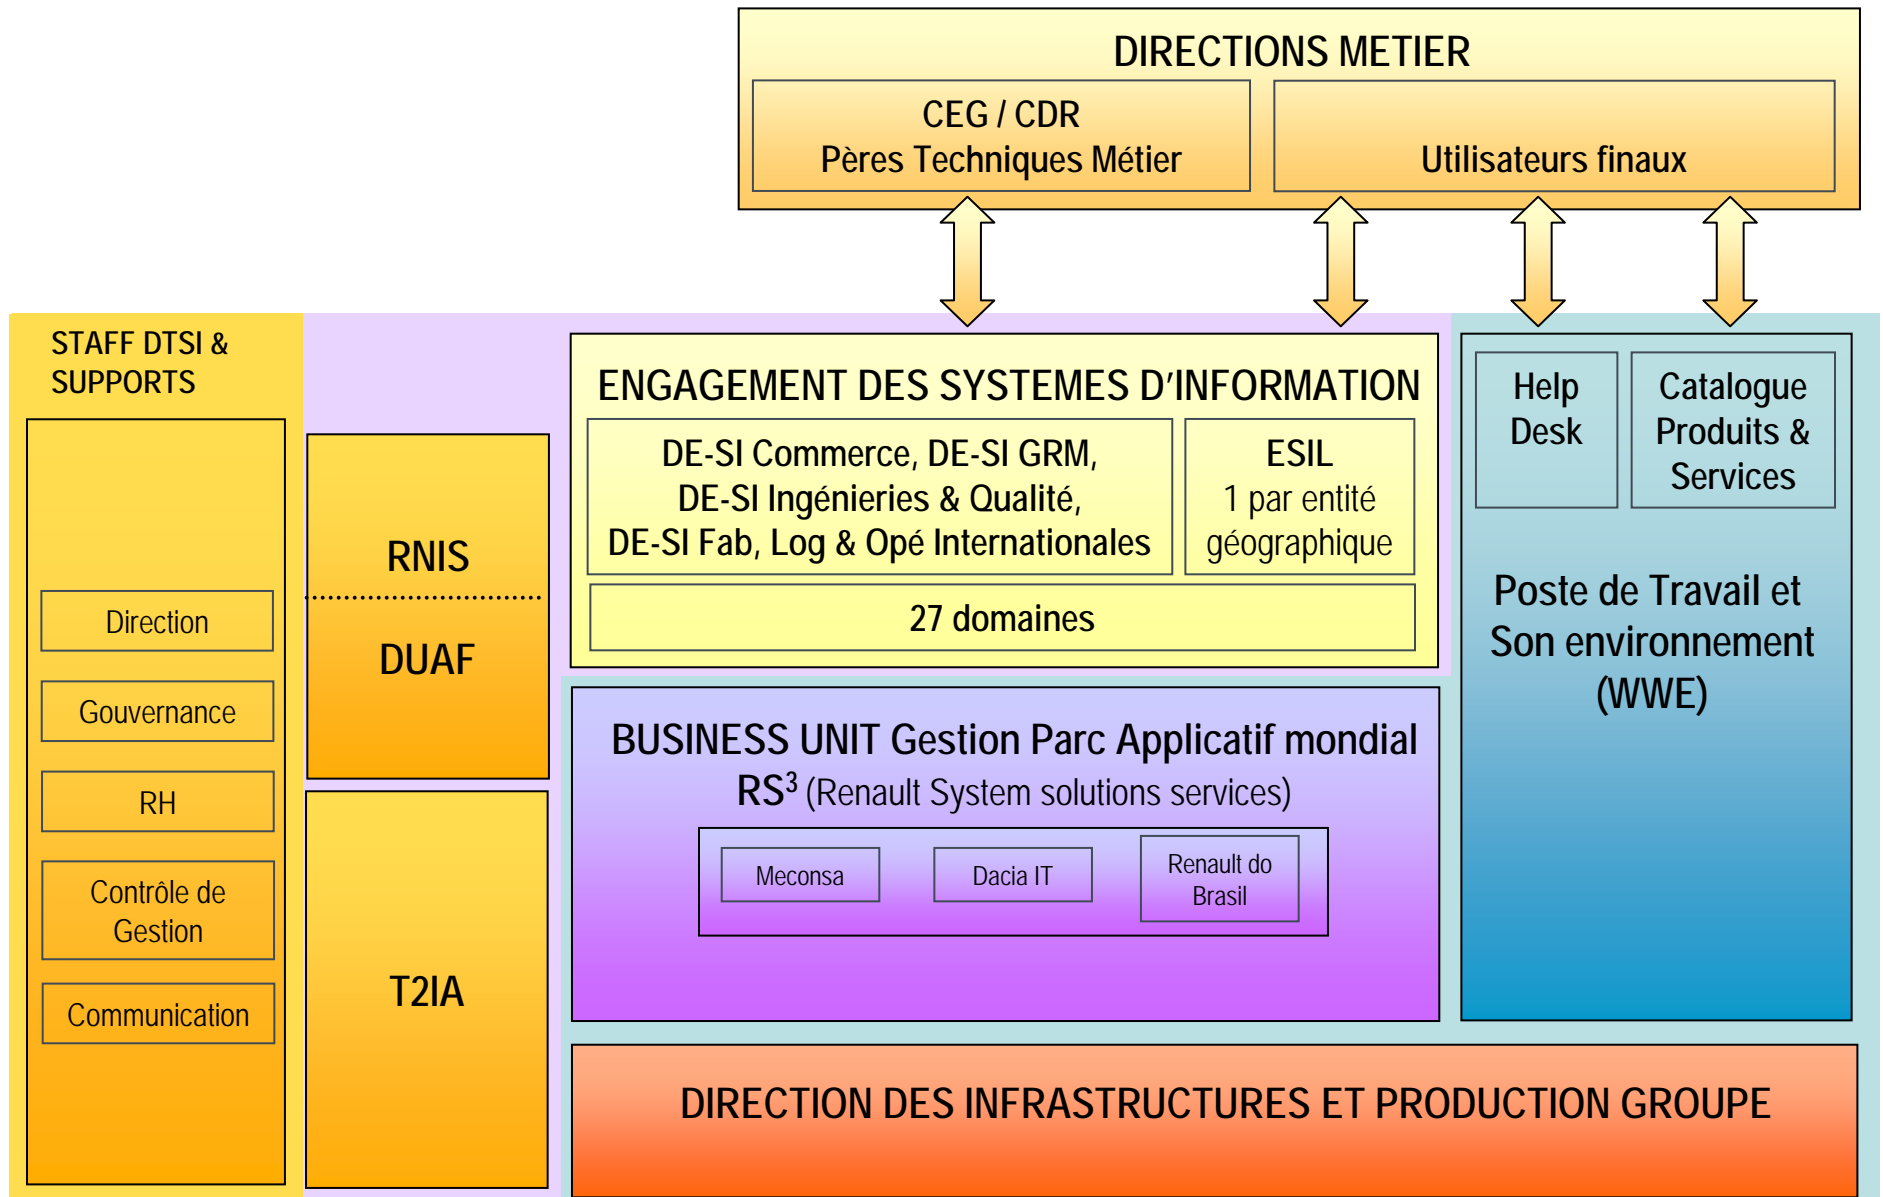 DIRECTIONS METIER
CEG / CDR
Pères Techniques Métier
Utilisateurs finaux
STAFF DTSI &
SUPPORTS
Direction
Gouvernance
RH
Contrôle de
Gestion
Communication
RNIS
DUAF
T2IA
ENGAGEMENT DES SYSTEMES D’INFORMATION
DE-SI Commerce, DE-SI GRM,
DE-SI Ingénieries & Qualité,
DE-SI Fab, Log & Opé Internationales
ESIL
1 par entité
géographique
27 domaines
BUSINESS UNIT Gestion Parc Applicatif mondial
RS³ (Renault System solutions services)
Meconsa
Dacia IT
Renault do
Brasil
Help
Desk
Catalogue
Produits &
Services
Poste de Travail et
Son environnement
(WWE)
DIRECTION DES INFRASTRUCTURES ET PRODUCTION GROUPE